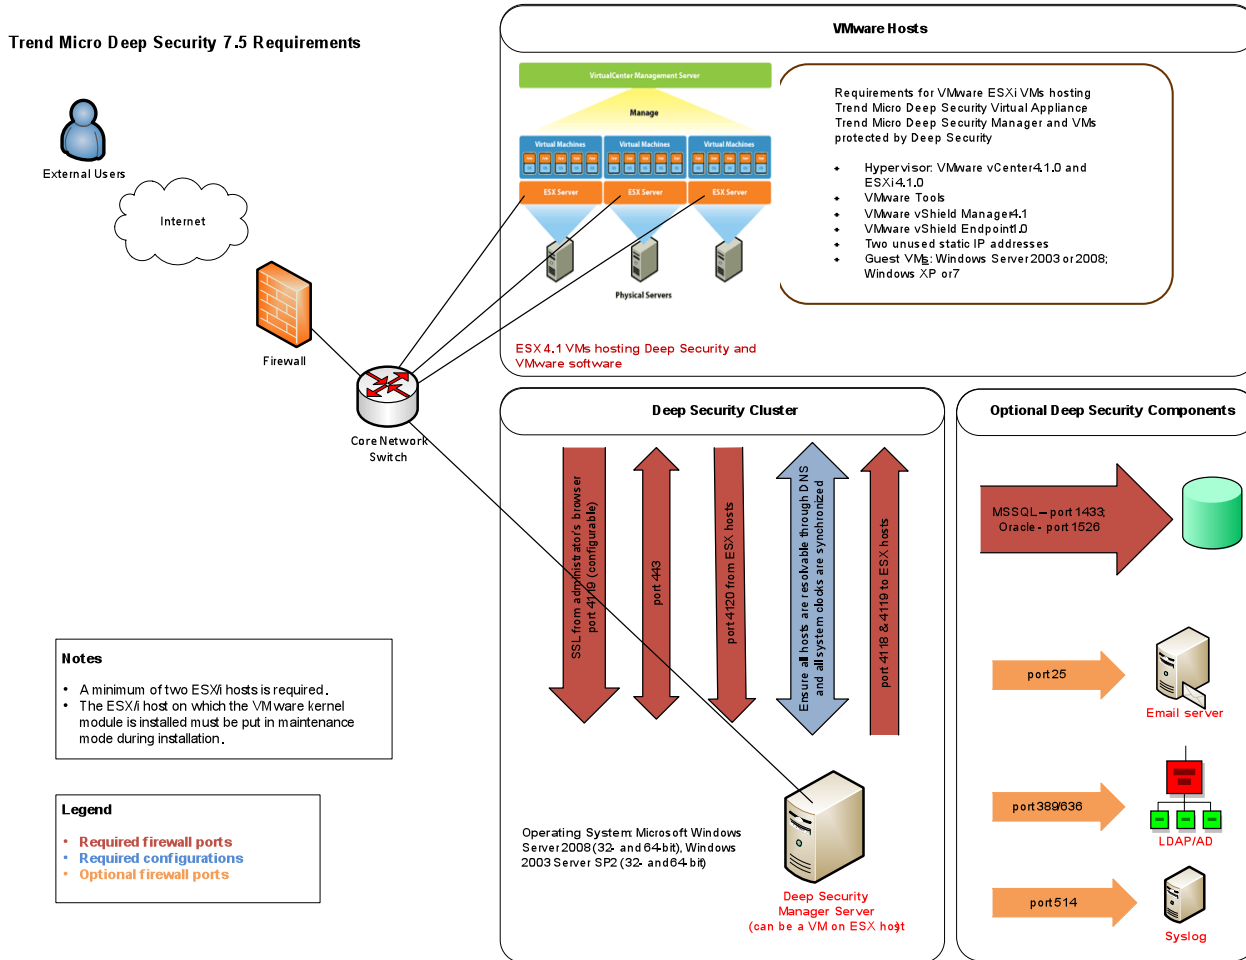 Trend Micro Deep Security 7.5 Requirements
External Users
Internet
Firewall
Core Network
Switch
VMware Hosts
VirtualCenter Management Server
Manage
Virtual Machines
Virtual Machines
Virtual Machines
ESX Server
ESX Server
ESX Server
Physical Servers
ESX 4.1 VMs hosting Deep Security and
VMware software
Requirements for VMware ESXi VMs hosting
Trend Micro Deep Security Virtual Appliance,
Trend Micro Deep Security Manager and VMs
protected by Deep Security
Hypervisor: VMware vCenter4.1.0 and
ESXi 4.1.0
VMware Tools
VMware vShield Manager4.1
VMware vShield Endpoint1.0
Two unused static IP addresses
Guest VMs: Windows Server 2003 or 2008;
Windows XP or 7
Deep Security Cluster
SSL from administrator's browser
port 4119 (configurable)
port 443
port 4120 from ESX hosts
Ensure all hosts are resolvable through DNS
and all system clocks are synchronized
port 4118 & 4119 to ESX hosts
Operating System: Microsoft Windows
Server 2008 (32- and 64-bit), Windows
2003 Server SP2 (32- and 64-bit)
Deep Security
Manager Server
(can be a VM on ESX host)
Optional Deep Security Components
MSSQL – port 1433;
Oracle - port 1526
port 25
Email server
port 389/636
LDAP/AD
port 514
Syslog
Notes
• A minimum of two ESX/i hosts is required.
• The ESX/i host on which the VMware kernel
module is installed must be put in maintenance
mode during installation.
Legend
• Required firewall ports
• Required configurations
• Optional firewall ports